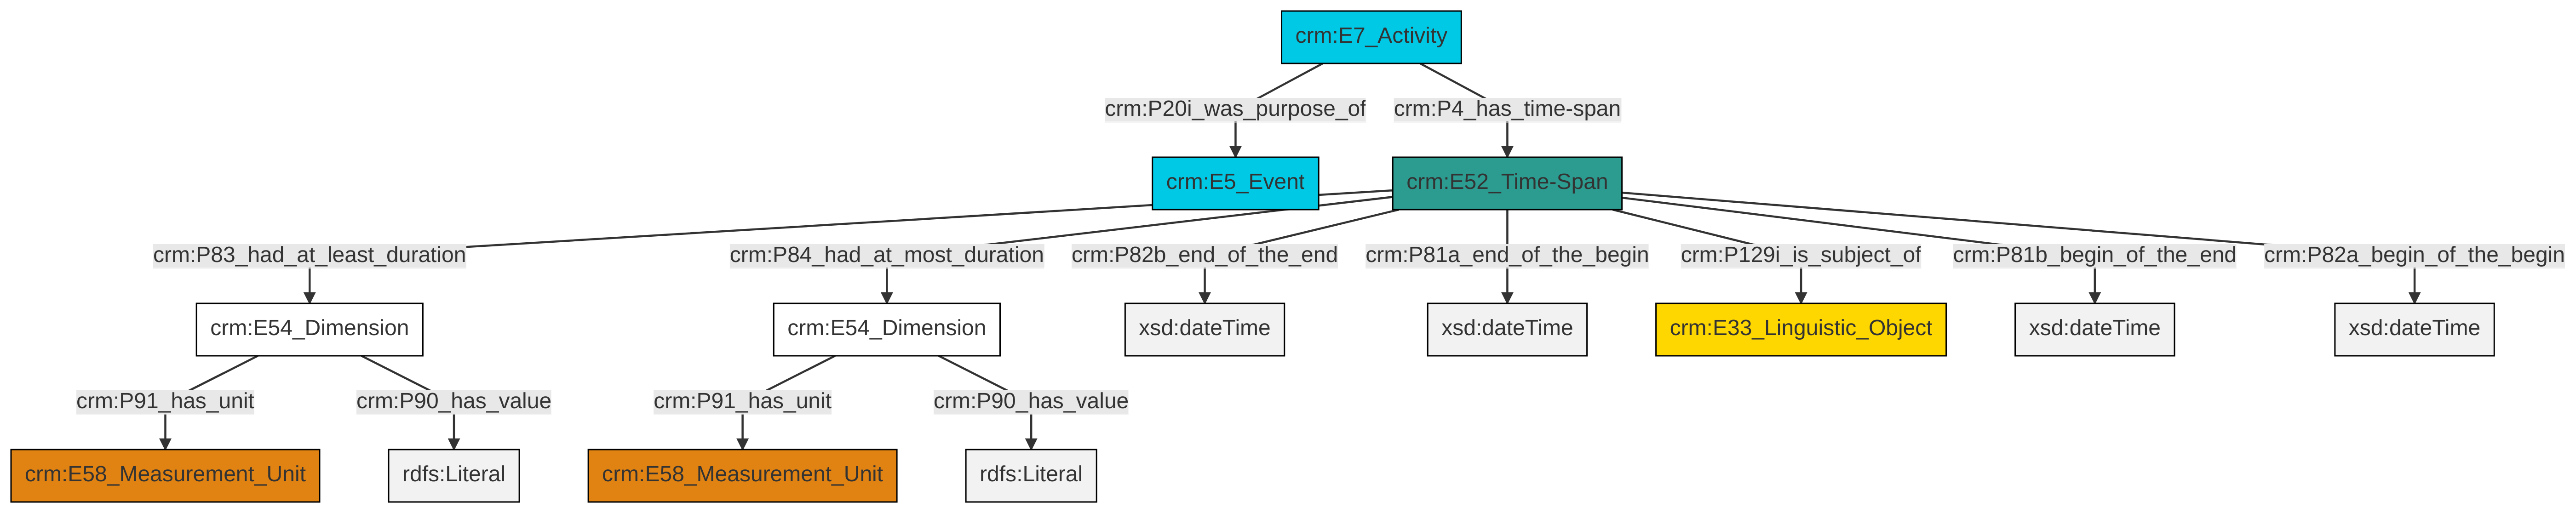 crm:E7_Activity
crm:P20i_was_purpose_of
crm:P4_has_time-span
crm:E5_Event
crm:E52_Time-Span
crm:P83_had_at_least_duration
crm:P84_had_at_most_duration
crm:P82b_end_of_the_end
crm:P81a_end_of_the_begin
crm:P129i_is_subject_of
crm:P81b_begin_of_the_end
crm:P82a_begin_of_the_begin
crm:E54_Dimension
crm:E54_Dimension
xsd:dateTime
xsd:dateTime
crm:E33_Linguistic_Object
xsd:dateTime
xsd:dateTime
crm:P91_has_unit
crm:P90_has_value
crm:P91_has_unit
crm:P90_has_value
crm:E58_Measurement_Unit
rdfs:Literal
crm:E58_Measurement_Unit
rdfs:Literal